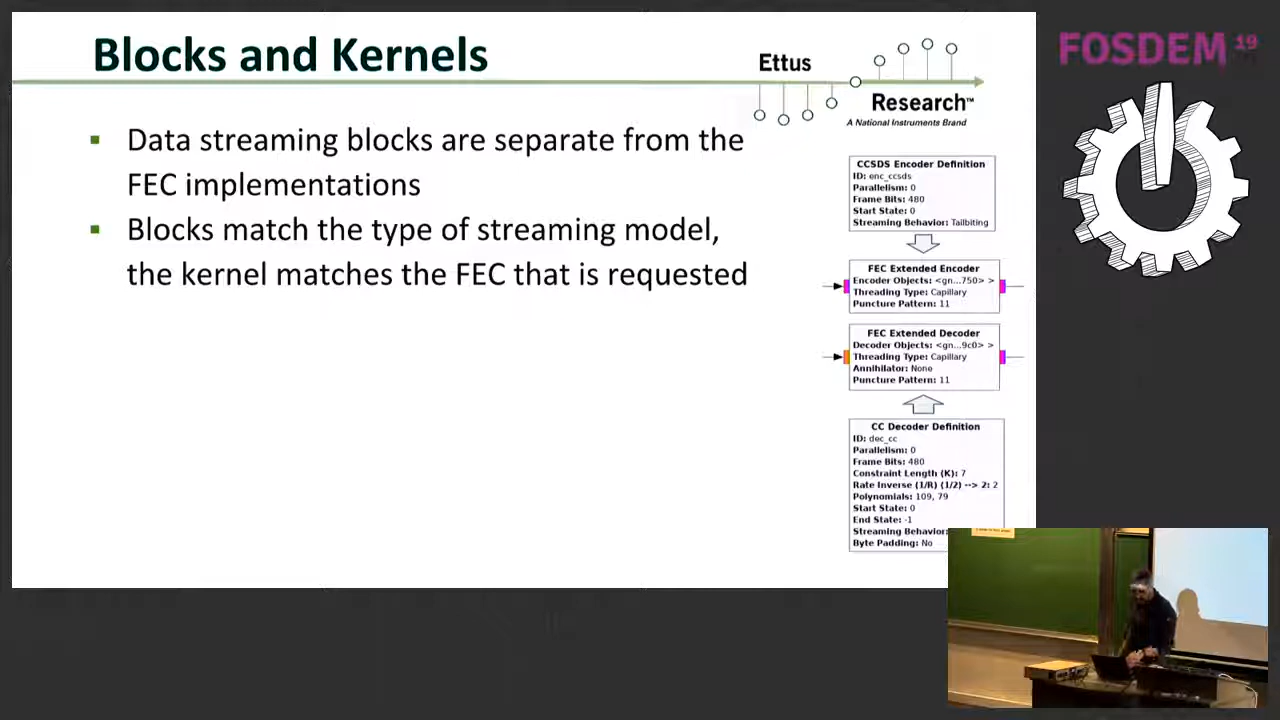 Blocks and Kernels
Ettus
Research™
A National Instruments Brand
FOSDEM 19
▪ Data streaming blocks are separate from the
FEC implementations
▪ Blocks match the type of streaming model,
the kernel matches the FEC that is requested
CCSDS Encoder Definition
ID: enc_ccsds
Parallelism: 0
Frame Bits: 480
Start State: 0
Streaming Behavior: Tailbiting
FEC Extended Encoder
Encoder Objects: <gn...750> >
Threading Type: Capillary
Puncture Pattern: 11
FEC Extended Decoder
Decoder Objects: <gn...9c0> >
Threading Type: Capillary
Annihilator: None
Puncture Pattern: 11
CC Decoder Definition
ID: dec_cc
Parallelism: 0
Frame Bits: 480
Constraint Length (K): 7
Rate Inverse (1/R) (1/2) --> 2: 2
Polynomials: 109, 79
Start State: 0
End State: -1
Streaming Behavior:
Byte Padding: No